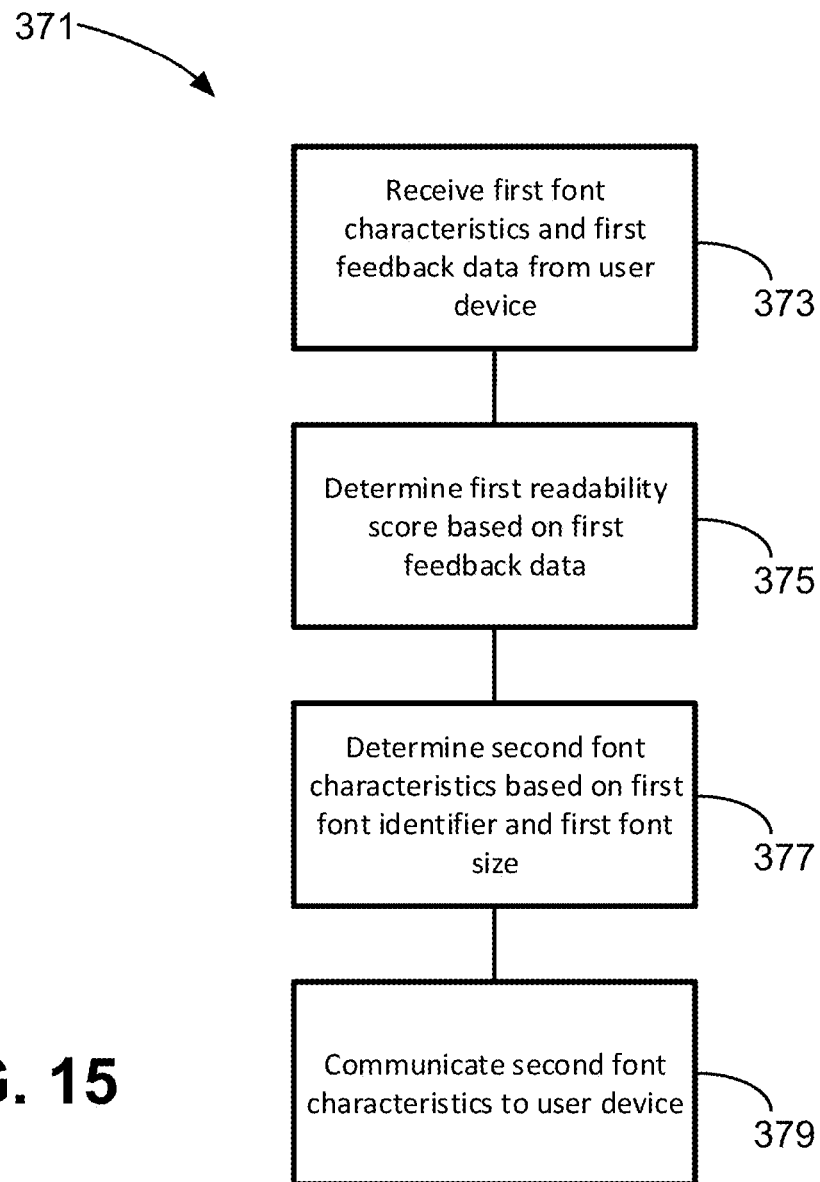 371
Receive first font
characteristics and first
feedback data from user
device
373
Determine first readability
score based on first
feedback data
375
Determine second font
characteristics based on first
font identifier and first font
size
377
Communicate second font
characteristics to user device
379
G. 15